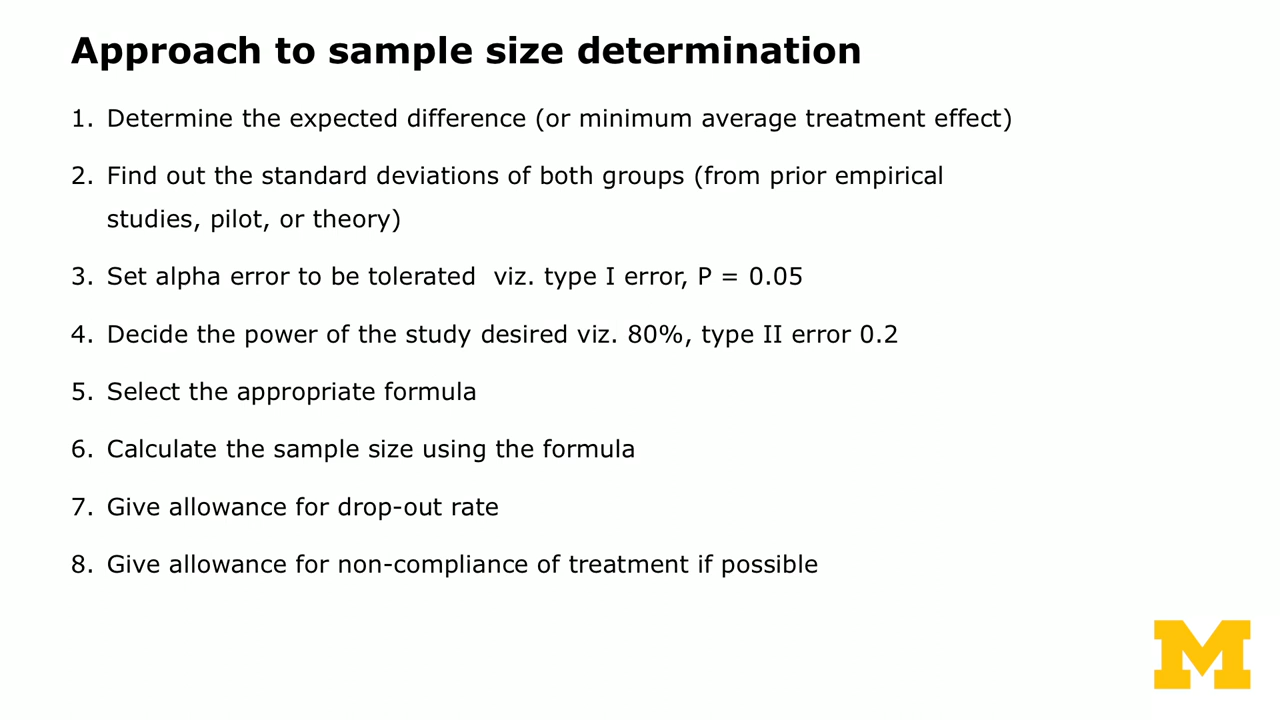 Approach to sample size determination
1. Determine the expected difference (or minimum average treatment effect)
2. Find out the standard deviations of both groups (from prior empirical
studies, pilot, or theory)
3. Set alpha error to be tolerated  viz. type I error, P = 0.05
4. Decide the power of the study desired viz. 80%, type II error 0.2
5. Select the appropriate formula
6. Calculate the sample size using the formula
7. Give allowance for drop-out rate
8. Give allowance for non-compliance of treatment if possible
M